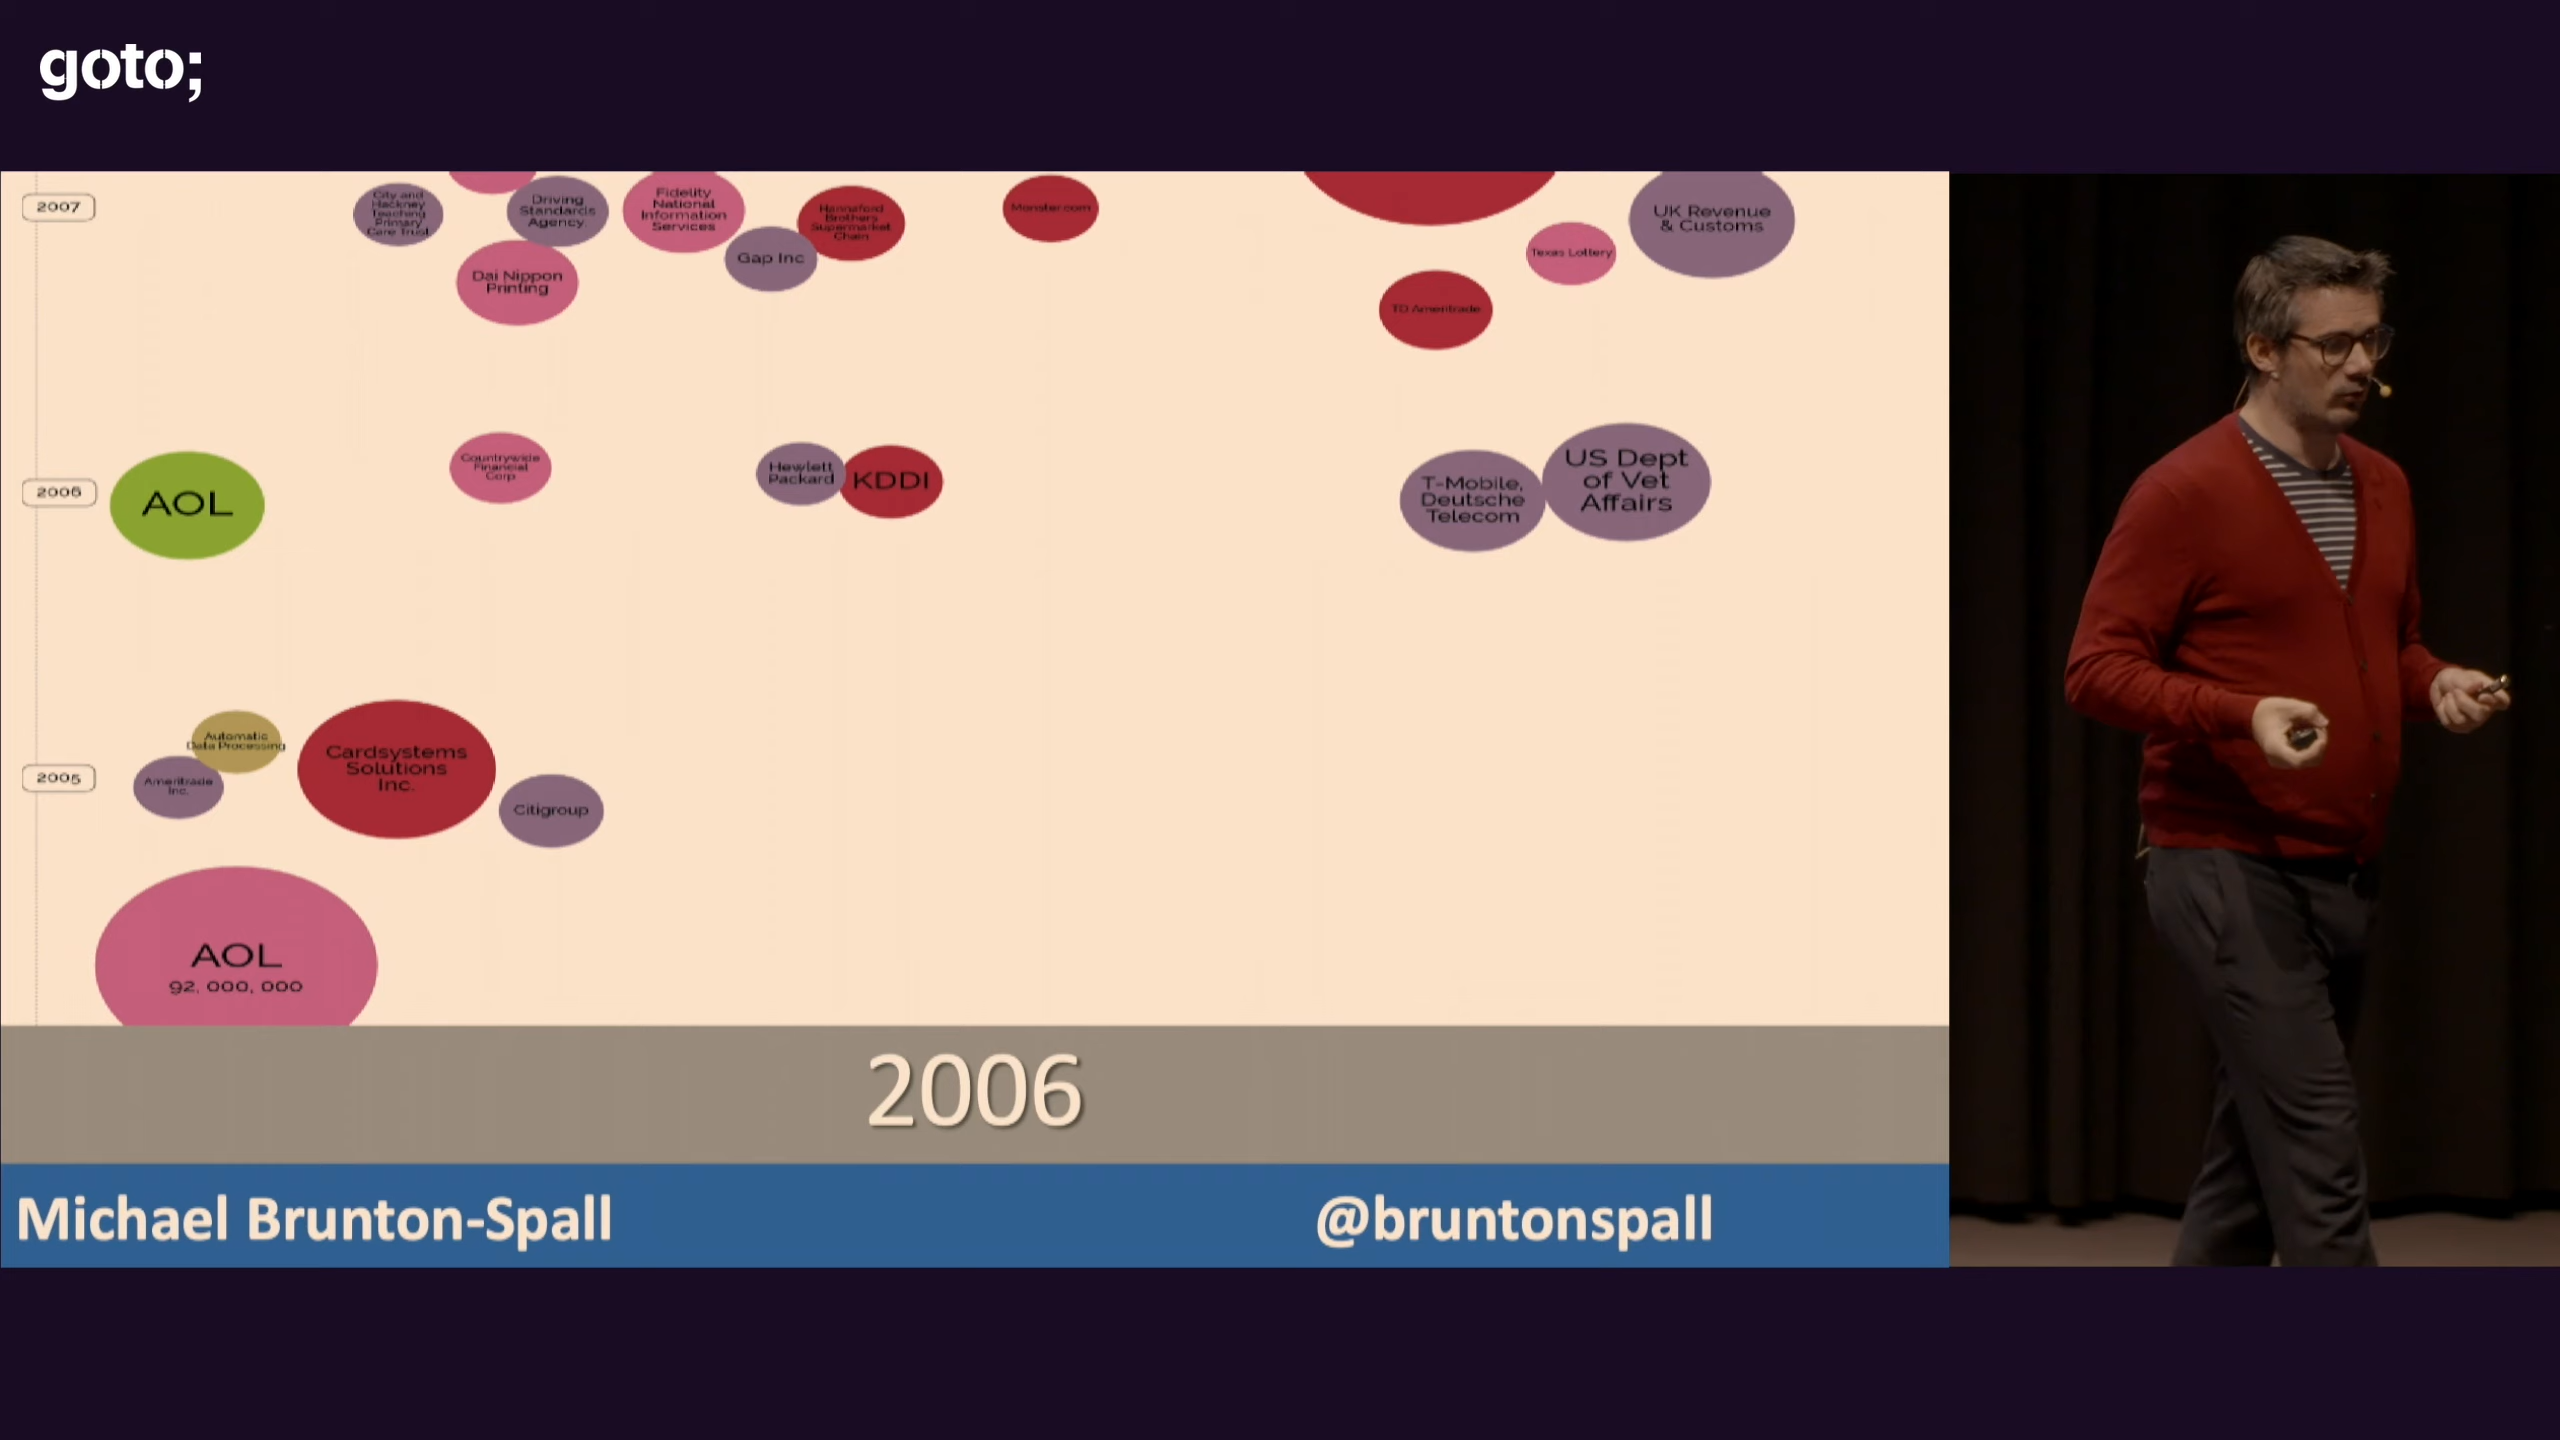 goto;
2007
City and
Hackney
Teaching
Primary
Care Trust
Driving
Standards
Agency
Fidelity
National
Information
Services
Hannaford
Brothers
Supermarket
Chain
Monster.com
UK Revenue
& Customs
Gap Inc
Texas Lottery
Dai Nippon
Printing
TD Ameritrade
2006
AOL
Countrywide
Financial
Corp
Hewlett
Packard
KDDI
T-Mobile,
Deutsche
Telecom
US Dept
of Vet
Affairs
2005
Automatic
Data Processing
Ameritrade
Inc.
Cardsystems
Solutions
Inc.
Citigroup
AOL
92, 000, 000
2006
Michael Brunton-Spall
@bruntonspall